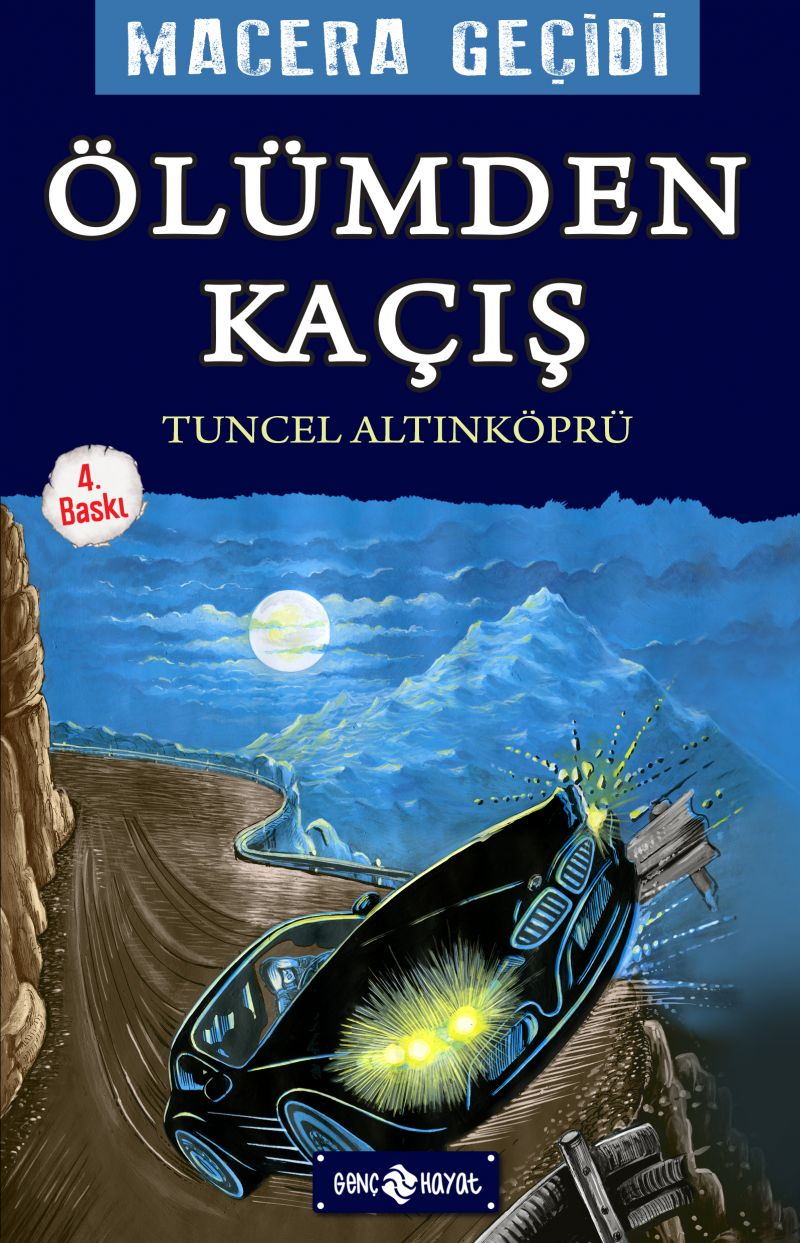 MACERA GEÇİDİ
ÖLÜMDEN
KAÇIŞ
TUNCEL ALTINKÖPRÜ
4.
Baskı
GENÇ HAYAT